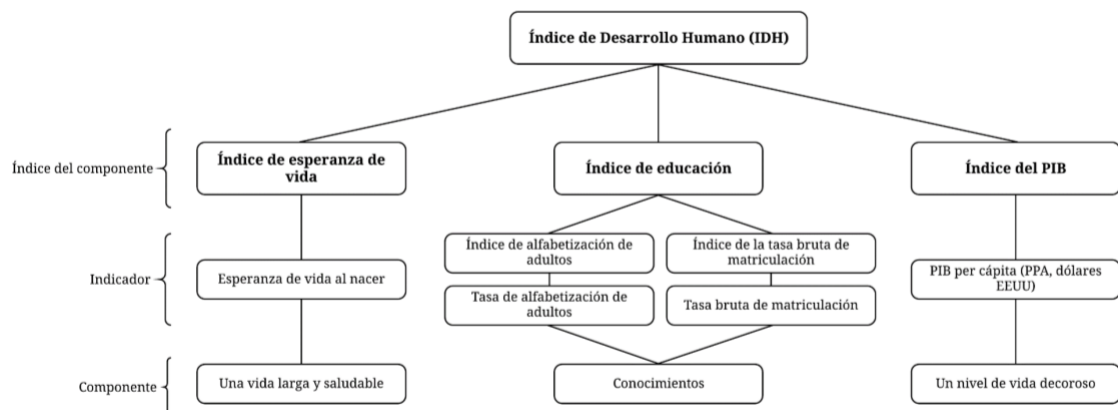 Índice de Desarrollo Humano (IDH)
Índice del componente
Índice de esperanza de
vida
Índice de educación
Índice del PIB
Indicador
Esperanza de vida al nacer
Índice de alfabetización de
adultos
Índice de la tasa bruta de
matriculación
Tasa de alfabetización de
adultos
Tasa bruta de matriculación
PIB per cápita (PPA, dólares
EEUU)
Componente
Una vida larga y saludable
Conocimientos
Un nivel de vida decoroso